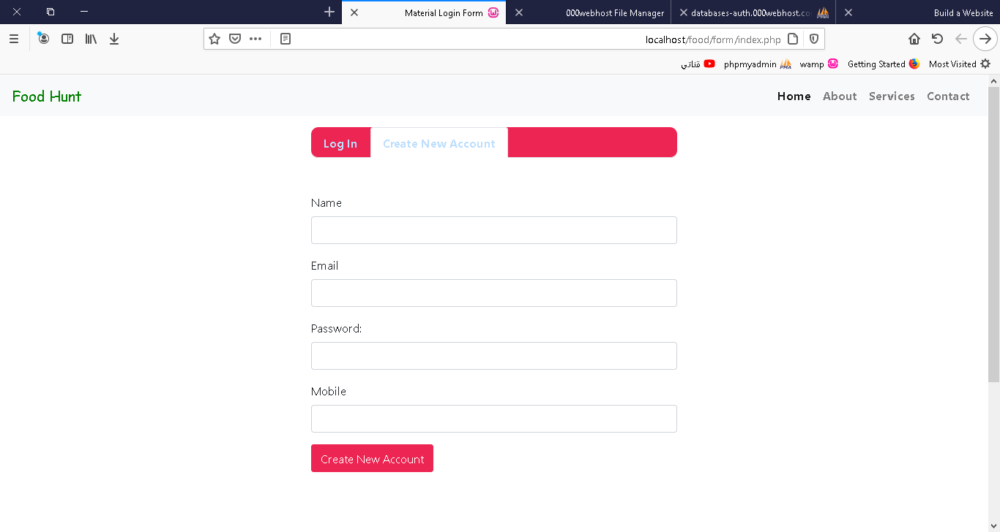 Material Login Form
000webhost File Manager
databases-auth.000webhost.co
Build a Website
localhost/food/form/index.php
قناتي
phpmyadmin
wamp
Getting Started
Most Visited
Food Hunt
Home
About
Services
Contact
Log In
Create New Account
Name
Email
Password:
Mobile
Create New Account